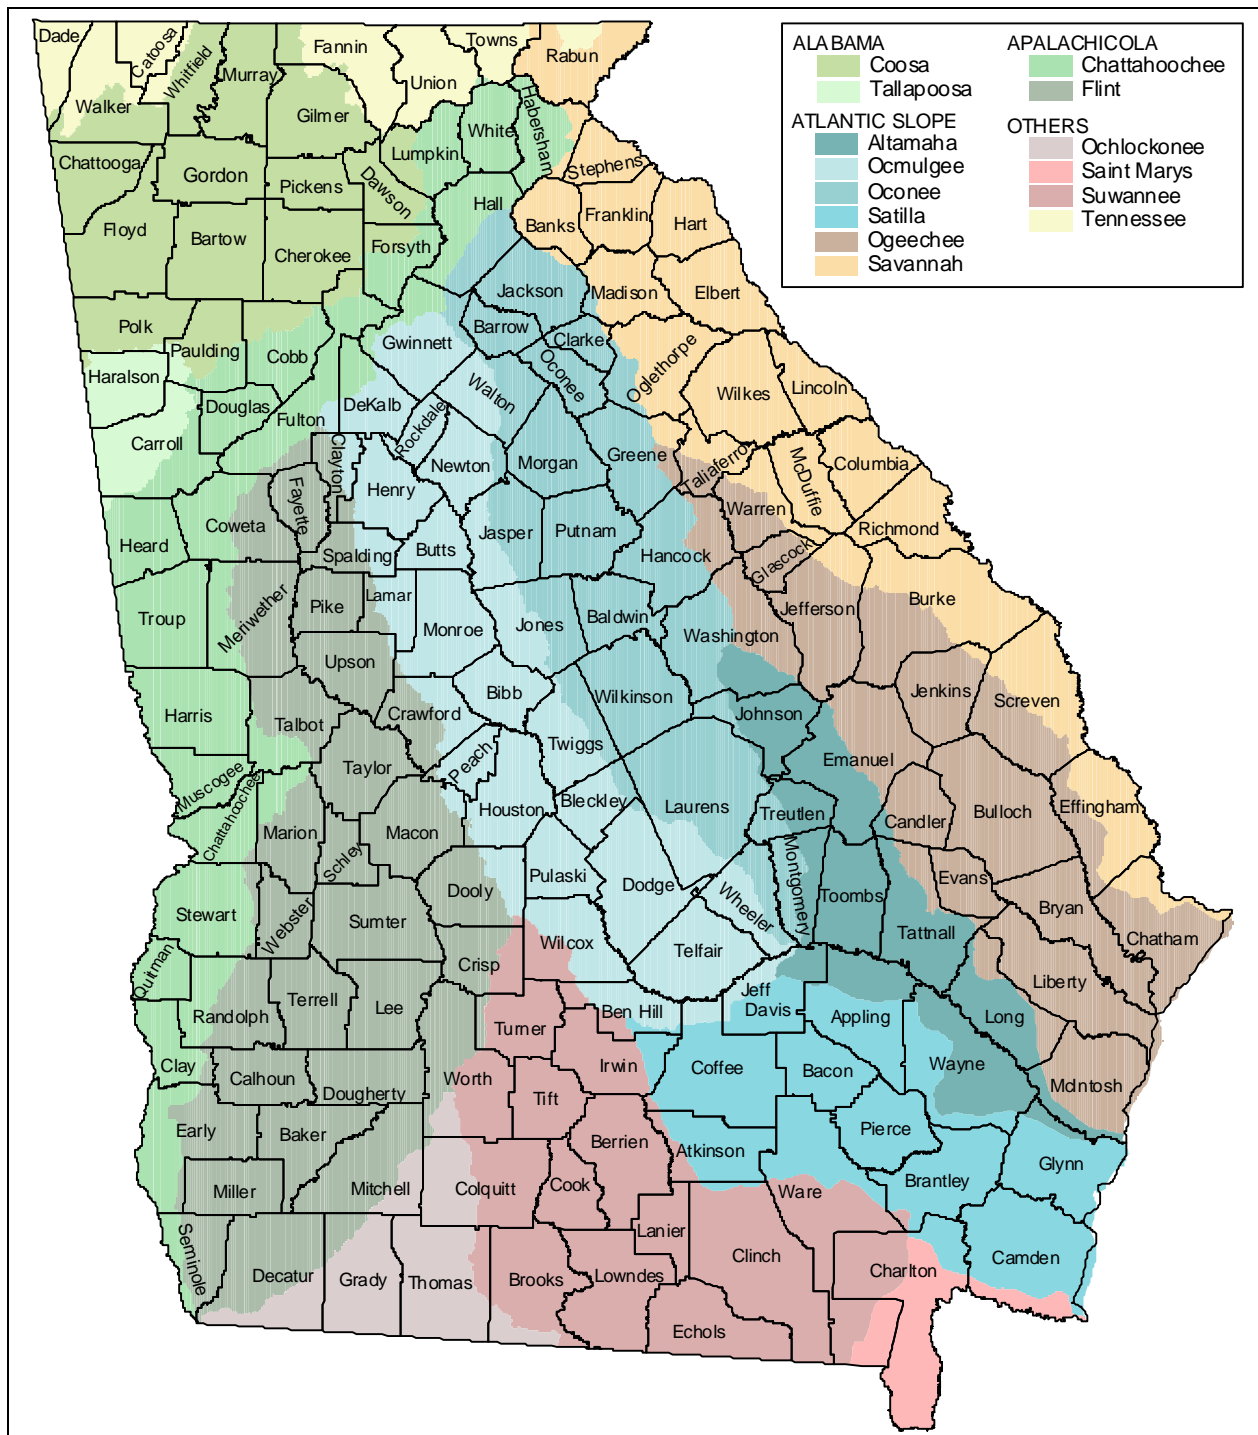 ALABAMA
Coosa
Tallapoosa
ATLANTIC SLOPE
Altamaha
Ocmulgee
Oconee
Satilla
Ogeechee
Savannah
APALACHICOLA
Chattahoochee
Flint
OTHERS
Ochlockonee
Saint Marys
Suwannee
Tennessee
Dade
Catoosa
Whitfield
Murray
Fannin
Union
Towns
Rabun
Walker
Gilmer
White
Habersham
Lumpkin
Chattooga
Gordon
Pickens
Dawson
Stephens
Hall
Banks
Franklin
Hart
Floyd
Bartow
Cherokee
Forsyth
Jackson
Madison
Elbert
Polk
Paulding
Cobb
Gwinnett
Barrow
Clarke
Oconee
Oglethorpe
Haralson
Douglas
Fulton
DeKalb
Rockdale
Walton
Wilkes
Lincoln
Carroll
Clayton
Henry
Newton
Morgan
Greene
Taliaferro
McDuffie
Columbia
Fayette
Coweta
Heard
Spalding
Butts
Jasper
Putnam
Hancock
Warren
Glascock
Richmond
Troup
Meriwether
Pike
Lamar
Monroe
Jones
Baldwin
Washington
Jefferson
Burke
Upson
Bibb
Wilkinson
Jenkins
Screven
Harris
Talbot
Crawford
Peach
Twiggs
Johnson
Emanuel
Muscogee
Chattahoochee
Taylor
Houston
Bleckley
Laurens
Treutlen
Candler
Bulloch
Effingham
Marion
Schley
Macon
Pulaski
Dodge
Wheeler
Montgomery
Toombs
Evans
Bryan
Chatham
Stewart
Webster
Sumter
Dooly
Wilcox
Telfair
Tattnall
Liberty
Quitman
Randolph
Terrell
Lee
Crisp
Turner
Ben Hill
Jeff
Davis
Appling
Long
Clay
Calhoun
Dougherty
Worth
Tift
Irwin
Coffee
Bacon
Wayne
McIntosh
Early
Baker
Berrien
Atkinson
Pierce
Brantley
Glynn
Miller
Mitchell
Colquitt
Cook
Lanier
Ware
Seminole
Decatur
Grady
Thomas
Brooks
Lowndes
Clinch
Charlton
Camden
Echols